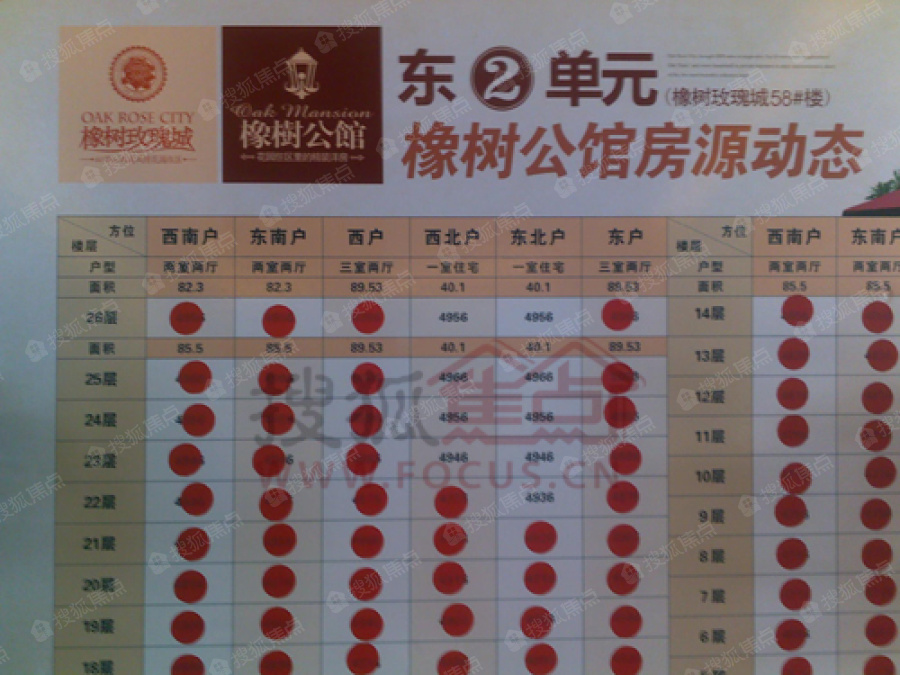 OAK ROSE CITY
橡树玫瑰城
Oak Mansion
橡樹公館
东2单元
(橡树玫瑰城58#楼)
橡树公馆房源动态
方位 楼层 西南户 东南户 西户 西北户 东北户 东户 方位 楼层 西南户 东南
户型 两室两厅 两室两厅 三室两厅 一室住宅 一室住宅 三室两厅 户型 两室两厅 两室两
面积 82.3 82.3 89.53 40.1 40.1 89.53 面积 85.5 85.5
26层 4956 4956 14层
面积 85.5 85.5 89.53 40.1 40.1 89.53 13层
25层 4966 4966 12层
24层 4956 4956 11层
23层 4946 4946 10层
22层 4936 9层
21层 8层
20层 7层
19层 6层
18层
搜狐焦点
WWW.FOCUS.CN